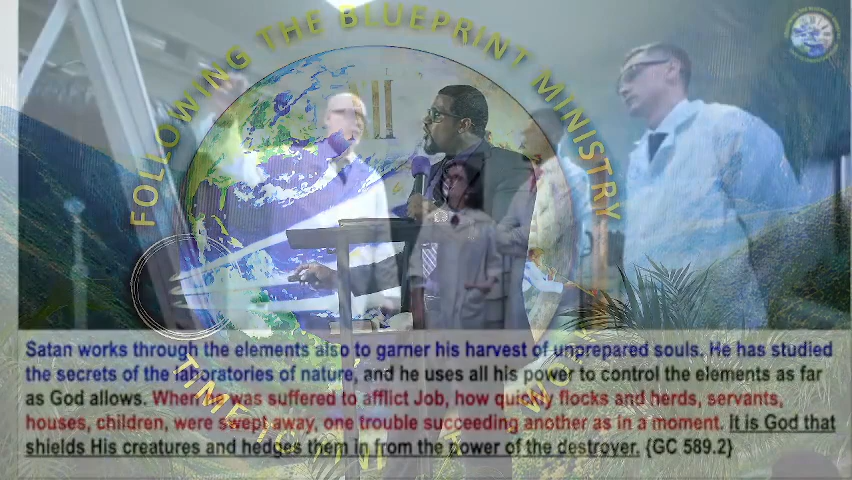 FOLLOWING THE BLUEPRINT MINISTRY
VII
Satan works through the elements also to garner his harvest of unprepared souls. He has studied
the secrets of the laboratories of nature, and he uses all his power to control the elements as far
as God allows. When he was suffered to afflict Job, how quickly flocks and herds, servants,
houses, children, were swept away, one trouble succeeding another as in a moment. It is God that
shields His creatures and hedges them in from the power of the destroyer. {GC 589.2}
TIME